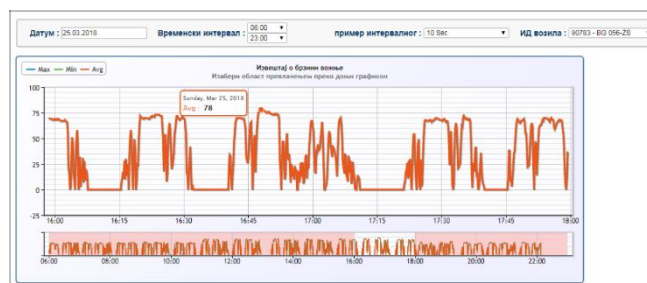 Датум : 25.03.2018 Временски интервал : 06:00 23:00 пример интервалног : 10 Sec ИД возила : 90783 - BG 056-ZŠ
Max Min Avg
Извештај о брзини вожње
Изабери област превлачењем преко доњи графикон
Sunday, Mar 25, 2018
Avg : 78
100
75
50
25
0
-25
16:00 16:15 16:30 16:45 17:00 17:15 17:30 17:45 18:00
06:00 08:00 10:00 12:00 14:00 16:00 18:00 20:00 22:00